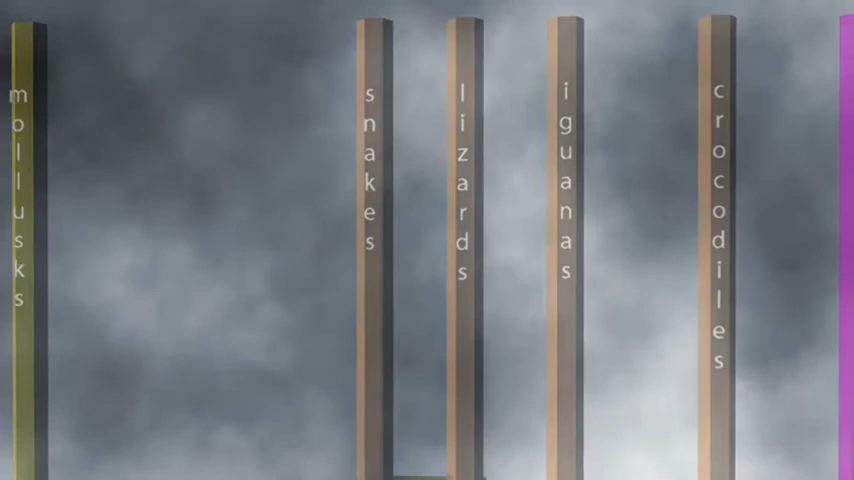 mollusks
snakes
lizards
iguanas
crocodiles